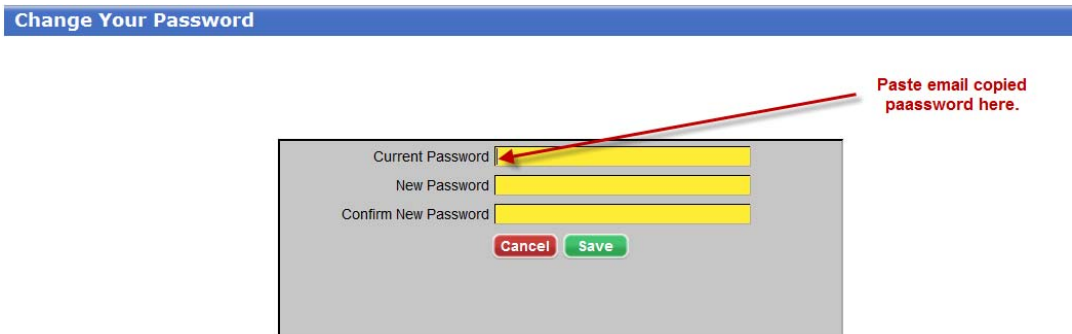 Change Your Password
Paste email copied
paassword here.
Current Password
New Password
Confirm New Password
Cancel Save